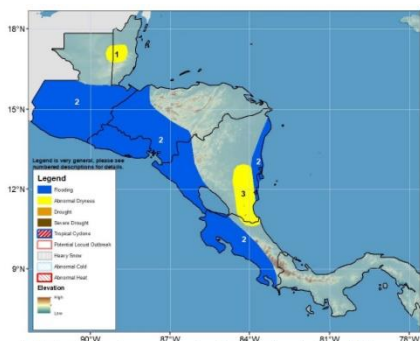 18°N
1
15°N
2
2
2
Legend is very general, please see
numbered descriptions for details.
Legend
Flooding
Abnormal Dryness
Drought
Severe Drought
Tropical Cyclone
Potential Locust Outbreak
Heavy Snow
Abnormal Cold
Abnormal Heat
Elevation
High
Low
12°N
3
2
9°N
90°W
87°W
84°W
81°W
78°W